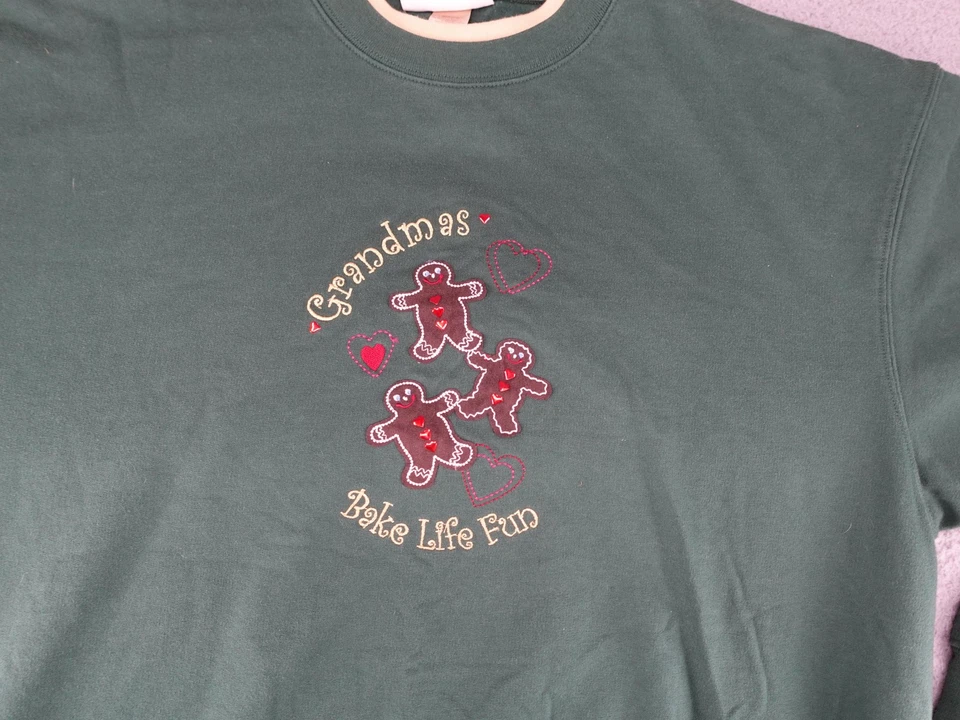 Grandmas
Bake Life Fun